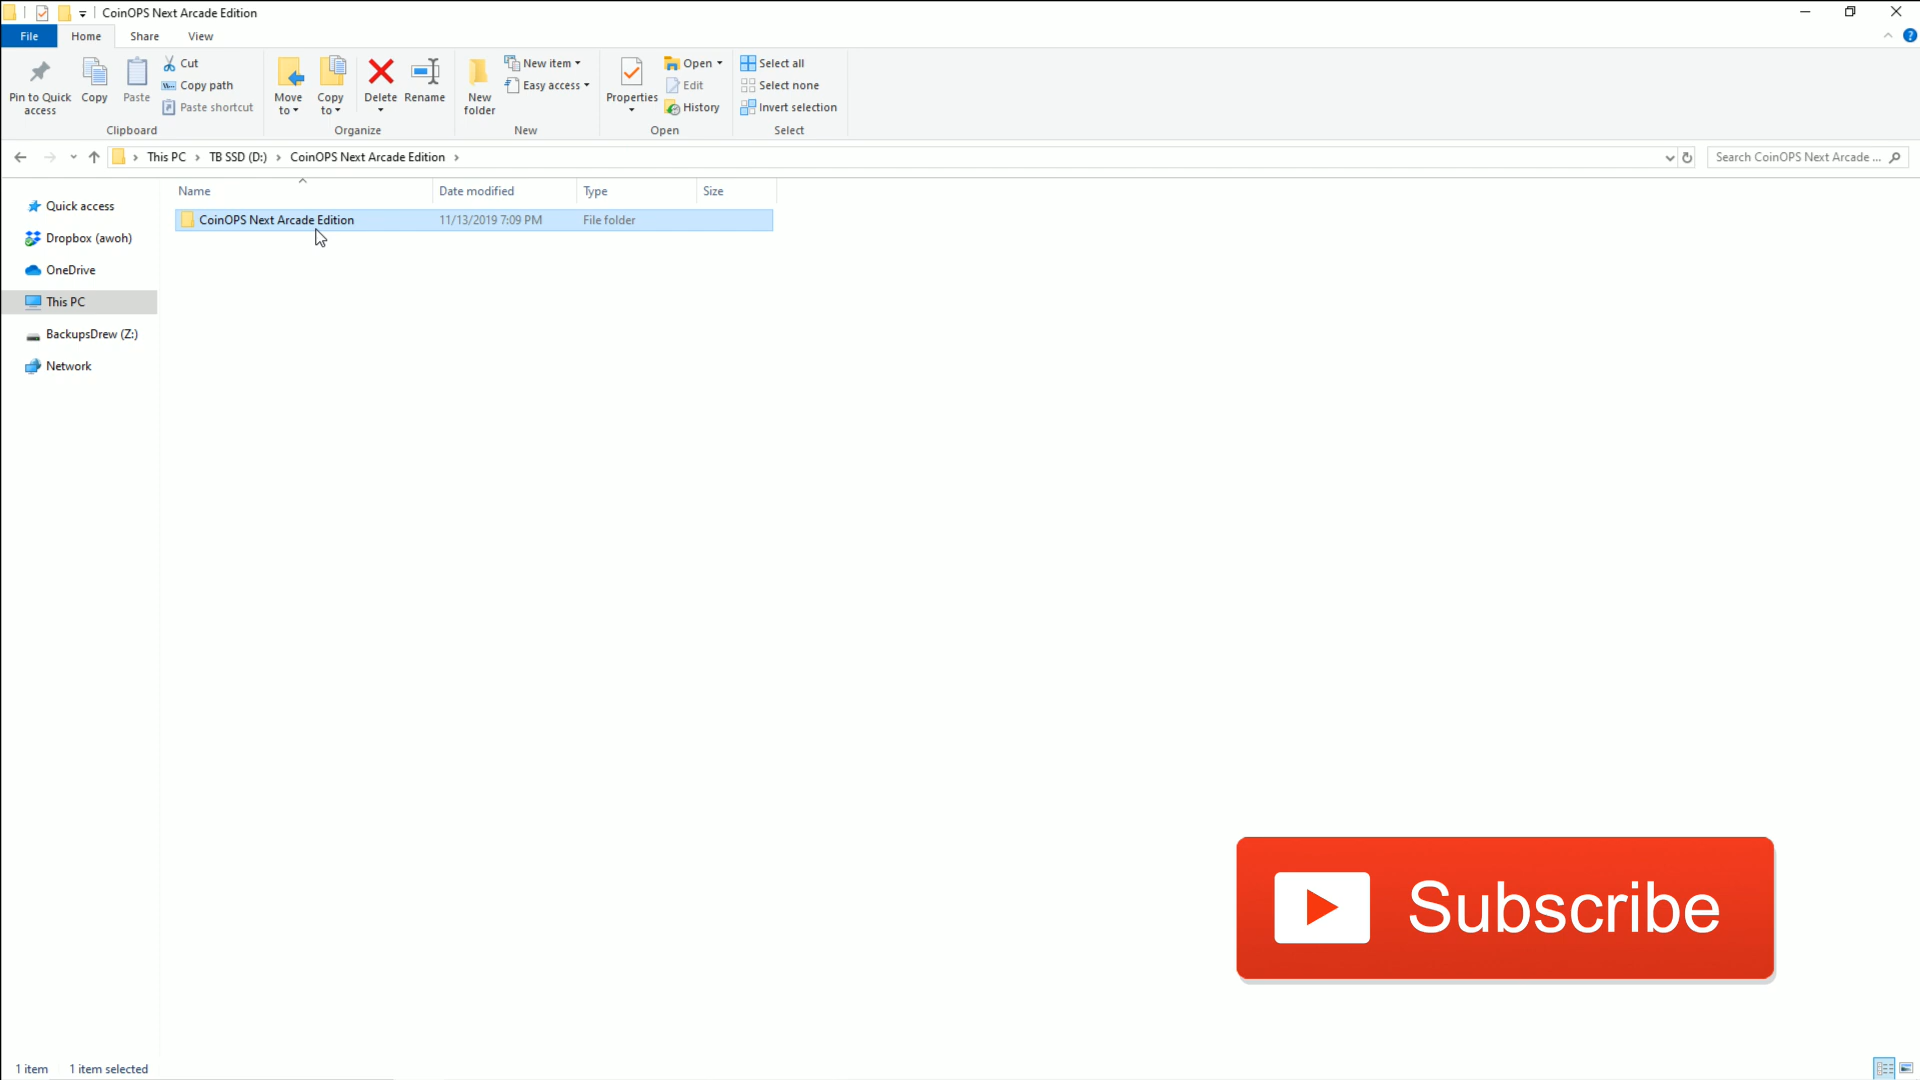 CoinOPS Next Arcade Edition
File Home Share View
Pin to Quick access
Copy
Paste
Cut
Copy path
Paste shortcut
Clipboard
Move to
Copy to
Delete
Rename
Organize
New folder
New item
Easy access
New
Properties
Open
Edit
History
Open
Select all
Select none
Invert selection
Select
This PC > TB SSD (D:) > CoinOPS Next Arcade Edition >
Search CoinOPS Next Arcade ...
Name Date modified Type Size
CoinOPS Next Arcade Edition 11/13/2019 7:09 PM File folder
Quick access
Dropbox (awoh)
OneDrive
This PC
BackupsDrew (Z:)
Network
Subscribe
1 item 1 item selected